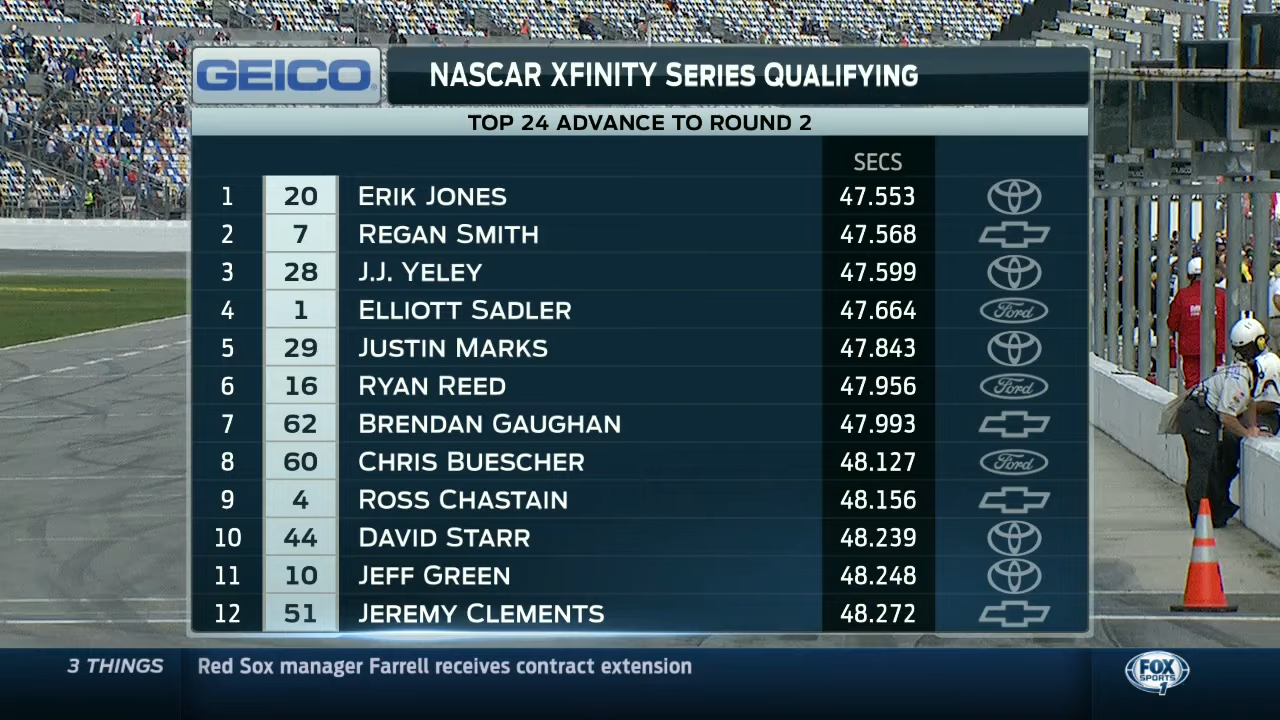 GEICO NASCAR XFINITY SERIES QUALIFYING
TOP 24 ADVANCE TO ROUND 2
SECS
1 20 ERIK JONES 47.553
2 7 REGAN SMITH 47.568
3 28 J.J. YELEY 47.599
4 1 ELLIOTT SADLER 47.664 Ford
5 29 JUSTIN MARKS 47.843
6 16 RYAN REED 47.956 Ford
7 62 BRENDAN GAUGHAN 47.993
8 60 CHRIS BUESCHER 48.127 Ford
9 4 ROSS CHASTAIN 48.156
10 44 DAVID STARR 48.239
11 10 JEFF GREEN 48.248
12 51 JEREMY CLEMENTS 48.272
3 THINGS Red Sox manager Farrell receives contract extension
FOX
SPORTS
1